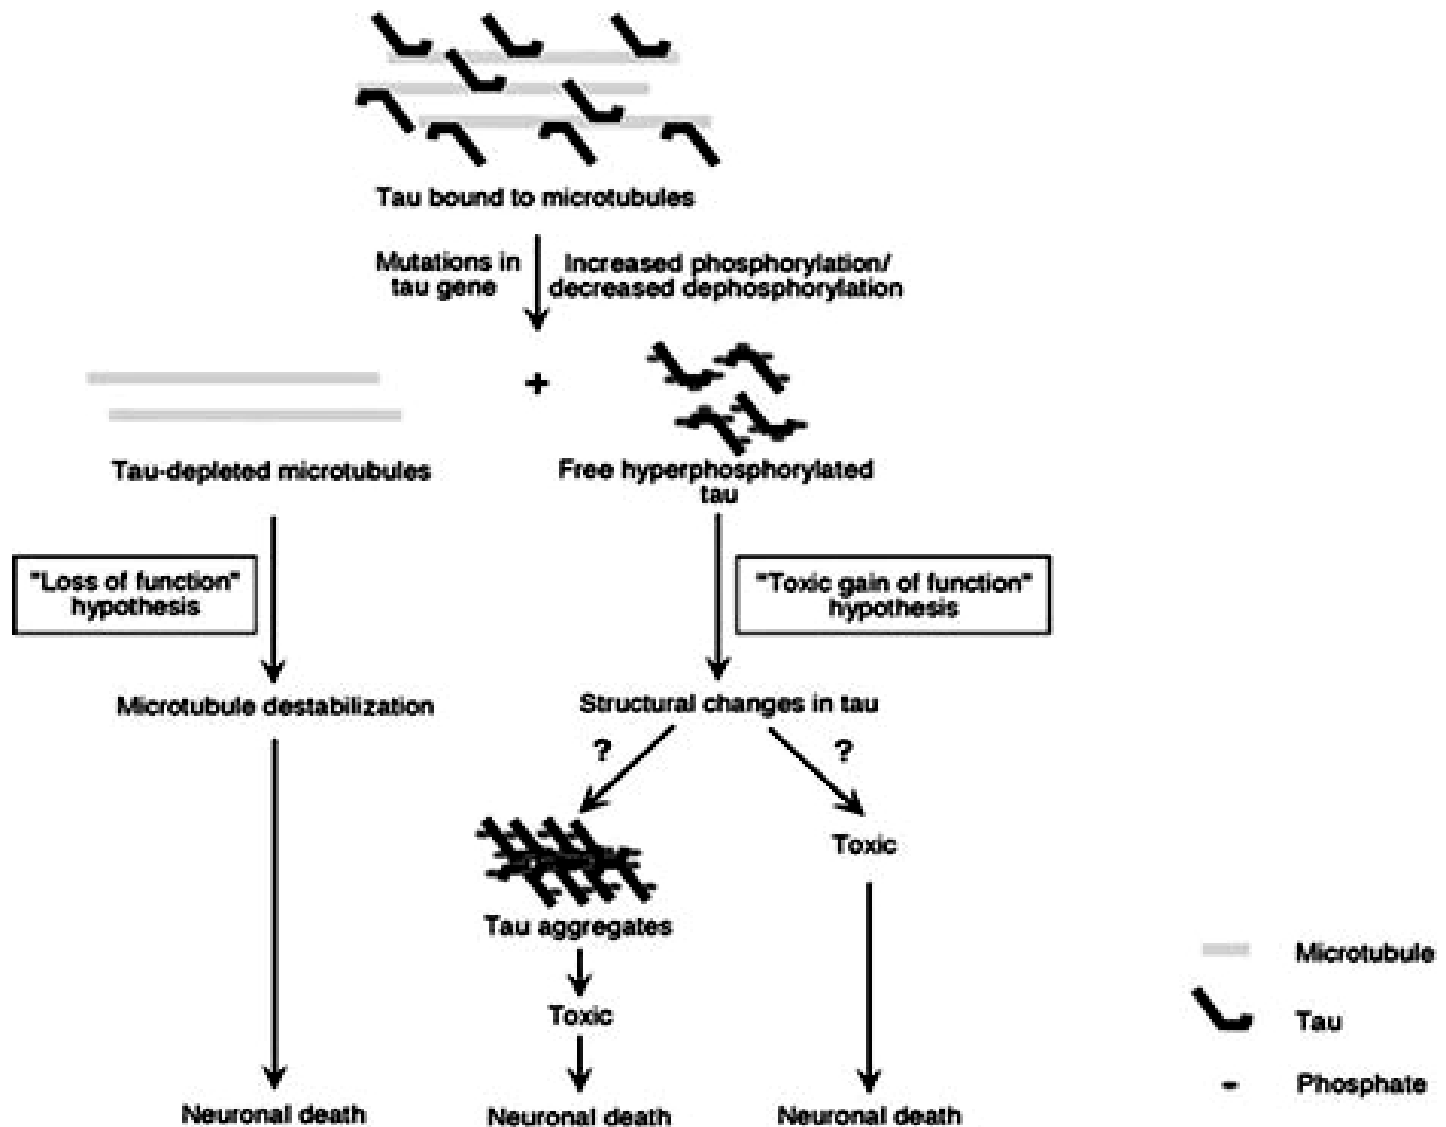 Tau bound to microtubules
Mutations in
tau gene
Increased phosphorylation/
decreased dephosphorylation
+
Tau-depleted microtubules
Free hyperphosphorylated
tau
"Loss of function"
hypothesis
"Toxic gain of function"
hypothesis
Microtubule destabilization
Structural changes in tau
?
?
Toxic
Tau aggregates
Toxic
Neuronal death
Neuronal death
Neuronal death
Microtubule
Tau
Phosphate